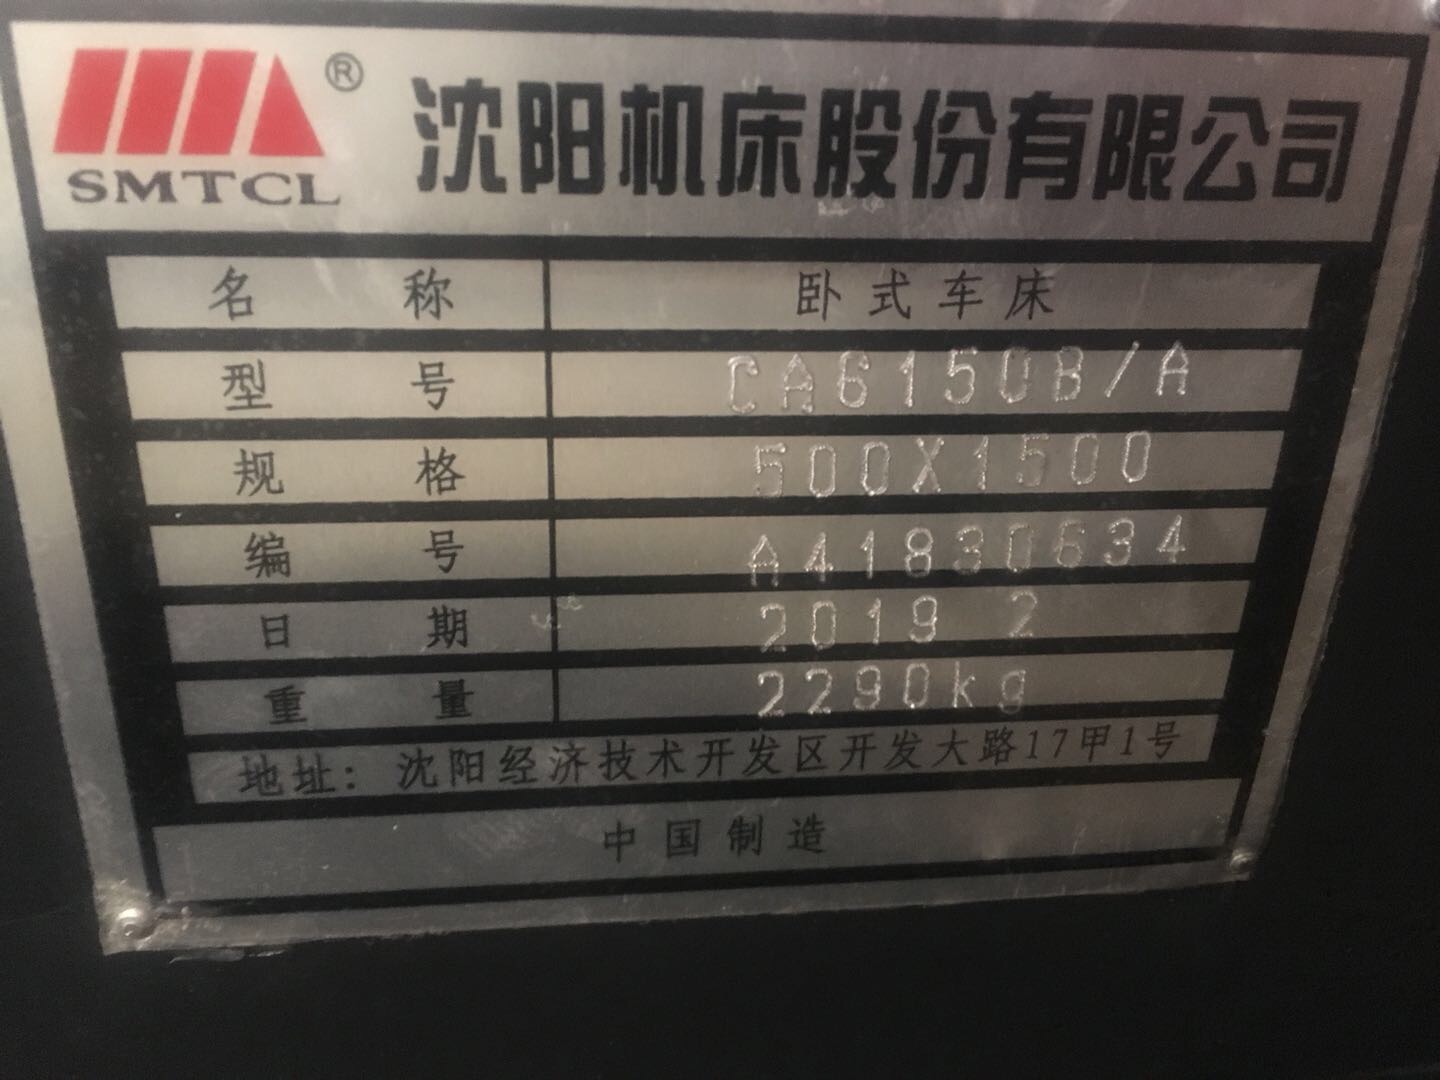 SMTCL ® 沈阳机床股份有限公司
名称 卧式车床
型号 CA6150B/A
规格 500X1500
编号 A41830634
日期 2019 2
重量 2290kg
地址: 沈阳经济技术开发区开发大路17甲1号
中国制造